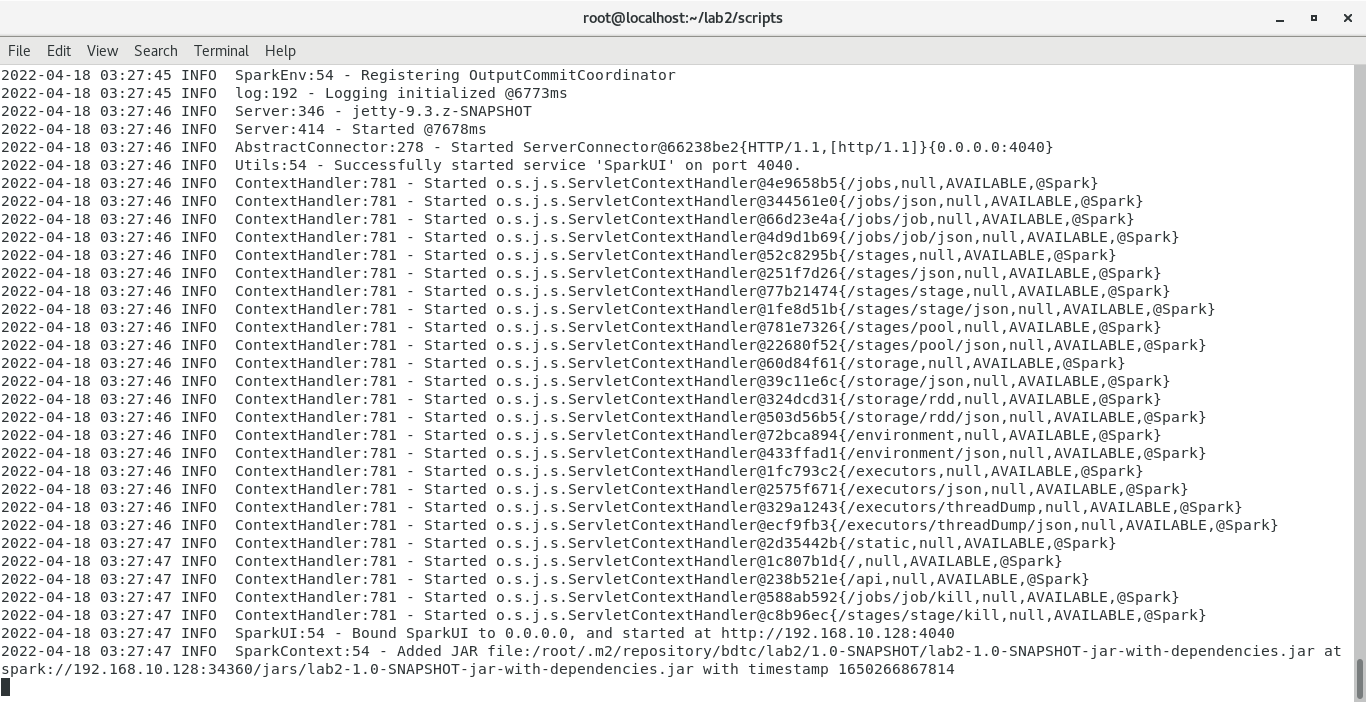 root@localhost:~/lab2/scripts
File Edit View Search Terminal Help
2022-04-18 03:27:45 INFO  SparkEnv:54 - Registering OutputCommitCoordinator
2022-04-18 03:27:45 INFO  log:192 - Logging initialized @6773ms
2022-04-18 03:27:46 INFO  Server:346 - jetty-9.3.z-SNAPSHOT
2022-04-18 03:27:46 INFO  Server:414 - Started @7678ms
2022-04-18 03:27:46 INFO  AbstractConnector:278 - Started ServerConnector@66238be2{HTTP/1.1,[http/1.1]}{0.0.0.0:4040}
2022-04-18 03:27:46 INFO  Utils:54 - Successfully started service 'SparkUI' on port 4040.
2022-04-18 03:27:46 INFO  ContextHandler:781 - Started o.s.j.s.ServletContextHandler@4e9658b5{/jobs,null,AVAILABLE,@Spark}
2022-04-18 03:27:46 INFO  ContextHandler:781 - Started o.s.j.s.ServletContextHandler@344561e0{/jobs/json,null,AVAILABLE,@Spark}
2022-04-18 03:27:46 INFO  ContextHandler:781 - Started o.s.j.s.ServletContextHandler@66d23e4a{/jobs/job,null,AVAILABLE,@Spark}
2022-04-18 03:27:46 INFO  ContextHandler:781 - Started o.s.j.s.ServletContextHandler@4d9d1b69{/jobs/job/json,null,AVAILABLE,@Spark}
2022-04-18 03:27:46 INFO  ContextHandler:781 - Started o.s.j.s.ServletContextHandler@52c8295b{/stages,null,AVAILABLE,@Spark}
2022-04-18 03:27:46 INFO  ContextHandler:781 - Started o.s.j.s.ServletContextHandler@251f7d26{/stages/json,null,AVAILABLE,@Spark}
2022-04-18 03:27:46 INFO  ContextHandler:781 - Started o.s.j.s.ServletContextHandler@77b21474{/stages/stage,null,AVAILABLE,@Spark}
2022-04-18 03:27:46 INFO  ContextHandler:781 - Started o.s.j.s.ServletContextHandler@1fe8d51b{/stages/stage/json,null,AVAILABLE,@Spark}
2022-04-18 03:27:46 INFO  ContextHandler:781 - Started o.s.j.s.ServletContextHandler@781e7326{/stages/pool,null,AVAILABLE,@Spark}
2022-04-18 03:27:46 INFO  ContextHandler:781 - Started o.s.j.s.ServletContextHandler@22680f52{/stages/pool/json,null,AVAILABLE,@Spark}
2022-04-18 03:27:46 INFO  ContextHandler:781 - Started o.s.j.s.ServletContextHandler@60d84f61{/storage,null,AVAILABLE,@Spark}
2022-04-18 03:27:46 INFO  ContextHandler:781 - Started o.s.j.s.ServletContextHandler@39c11e6c{/storage/json,null,AVAILABLE,@Spark}
2022-04-18 03:27:46 INFO  ContextHandler:781 - Started o.s.j.s.ServletContextHandler@324dcd31{/storage/rdd,null,AVAILABLE,@Spark}
2022-04-18 03:27:46 INFO  ContextHandler:781 - Started o.s.j.s.ServletContextHandler@503d56b5{/storage/rdd/json,null,AVAILABLE,@Spark}
2022-04-18 03:27:46 INFO  ContextHandler:781 - Started o.s.j.s.ServletContextHandler@72bca894{/environment,null,AVAILABLE,@Spark}
2022-04-18 03:27:46 INFO  ContextHandler:781 - Started o.s.j.s.ServletContextHandler@433ffad1{/environment/json,null,AVAILABLE,@Spark}
2022-04-18 03:27:46 INFO  ContextHandler:781 - Started o.s.j.s.ServletContextHandler@1fc793c2{/executors,null,AVAILABLE,@Spark}
2022-04-18 03:27:46 INFO  ContextHandler:781 - Started o.s.j.s.ServletContextHandler@2575f671{/executors/json,null,AVAILABLE,@Spark}
2022-04-18 03:27:46 INFO  ContextHandler:781 - Started o.s.j.s.ServletContextHandler@329a1243{/executors/threadDump,null,AVAILABLE,@Spark}
2022-04-18 03:27:46 INFO  ContextHandler:781 - Started o.s.j.s.ServletContextHandler@ecf9fb3{/executors/threadDump/json,null,AVAILABLE,@Spark}
2022-04-18 03:27:47 INFO  ContextHandler:781 - Started o.s.j.s.ServletContextHandler@2d35442b{/static,null,AVAILABLE,@Spark}
2022-04-18 03:27:47 INFO  ContextHandler:781 - Started o.s.j.s.ServletContextHandler@1c807b1d{/,null,AVAILABLE,@Spark}
2022-04-18 03:27:47 INFO  ContextHandler:781 - Started o.s.j.s.ServletContextHandler@238b521e{/api,null,AVAILABLE,@Spark}
2022-04-18 03:27:47 INFO  ContextHandler:781 - Started o.s.j.s.ServletContextHandler@588ab592{/jobs/job/kill,null,AVAILABLE,@Spark}
2022-04-18 03:27:47 INFO  ContextHandler:781 - Started o.s.j.s.ServletContextHandler@c8b96ec{/stages/stage/kill,null,AVAILABLE,@Spark}
2022-04-18 03:27:47 INFO  SparkUI:54 - Bound SparkUI to 0.0.0.0, and started at http://192.168.10.128:4040
2022-04-18 03:27:47 INFO  SparkContext:54 - Added JAR file:/root/.m2/repository/bdtc/lab2/1.0-SNAPSHOT/lab2-1.0-SNAPSHOT-jar-with-dependencies.jar at
spark://192.168.10.128:34360/jars/lab2-1.0-SNAPSHOT-jar-with-dependencies.jar with timestamp 1650266867814